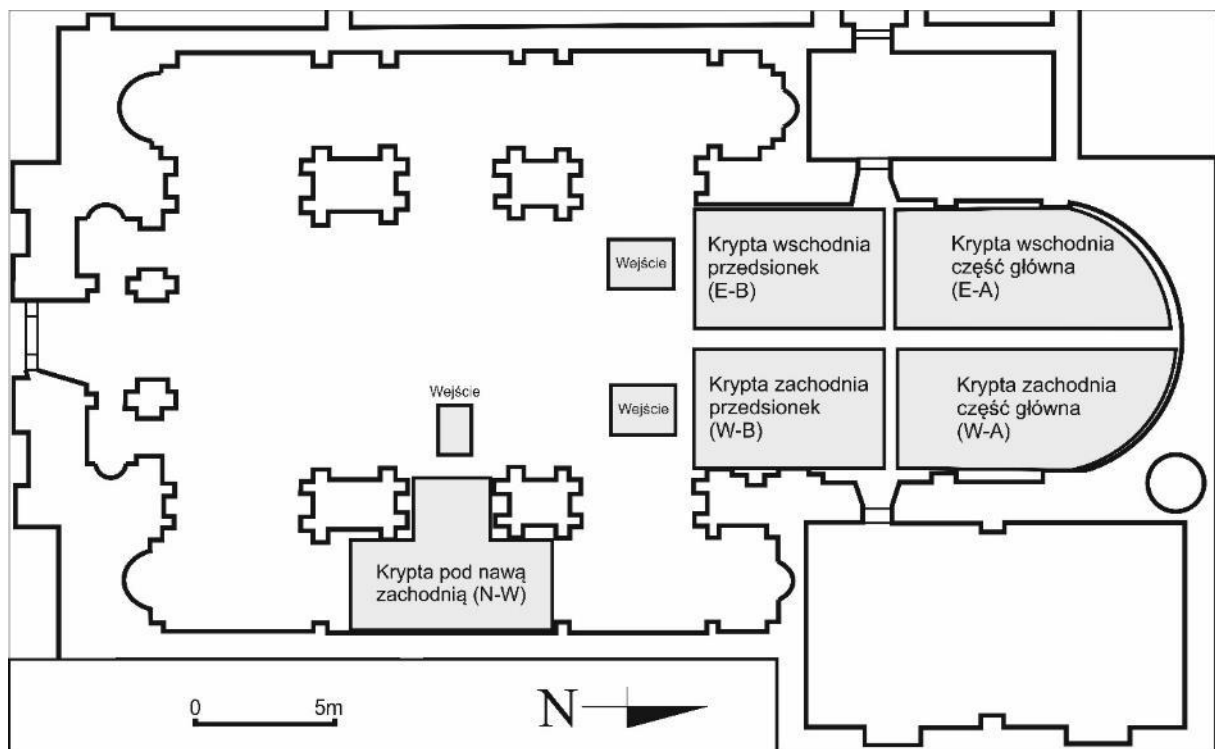 Krypta wschodnia
przedsionek
(E-B)
Krypta wschodnia
część główna
(E-A)
Wejście
Krypta zachodnia
przedsionek
(W-B)
Krypta zachodnia
część główna
(W-A)
Wejście
Wejście
Krypta pod nawą
zachodnią (N-W)
0 5m
N